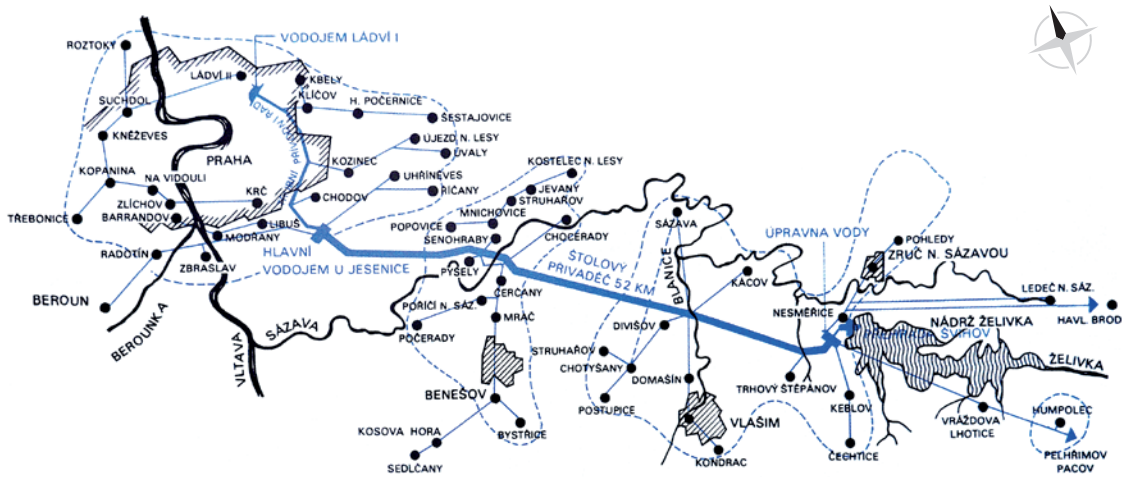 ROZTOKY
VODOJEM LÁDVÍ I
LÁDVÍ II
KBELY
KLÍČOV
H. POČERNICE
ŠESTAJOVICE
SUCHDOL
KNĚŽEVES
PRAHA
ÚJEZD N. LESY
ÚVALY
KOZINEC
KOSTELEC N. LESY
KOPANINA
NA VIDOULI
KRČ
UHŘÍNĚVES
ŘÍČANY
CHODOV
JEVANY
STRUHAŘOV
ZLÍCHOV
BARRANDOV
TŘEBONICE
LIBUŠ
MODŘANY
MNICHOVICE
POPOVICE
SENOHRABY
CHOCERADY
SÁZAVA
RADOTÍN
ZBRASLAV
HLAVNÍ
VODOJEM U JESENICE
PYŠELY
ŠTOLOVÝ
PŘIVADĚČ 52 KM
BLANICE
KÁCOV
UPRAVNA VODY
POHLEDY
ZRUČ N. SÁZAVOU
BEROUN
BEROUNKA
VLTAVA
SÁZAVA
ČERČANY
POŘÍČÍ N. SÁZ.
MRAČ
POČERADY
LEDEČ N. SÁZ.
HAVL. BROD
NESMĚŘICE
NÁDRŽ ŽELIVKA
ŽELIVKA
DIVIŠOV
STRUHAŘOV
CHOTÝŠANY
DOMAŠÍN
TRHOVÝ ŠTĚPÁNOV
BENEŠOV
POSTUPICE
VLAŠIM
KEBLOV
VRÁŽDOVA
LHOTICE
HUMPOLEC
KOSOVA HORA
BYSTŘICE
SEDLČANY
KONDRAC
ČECHTICE
PELHŘIMOV
PACOV